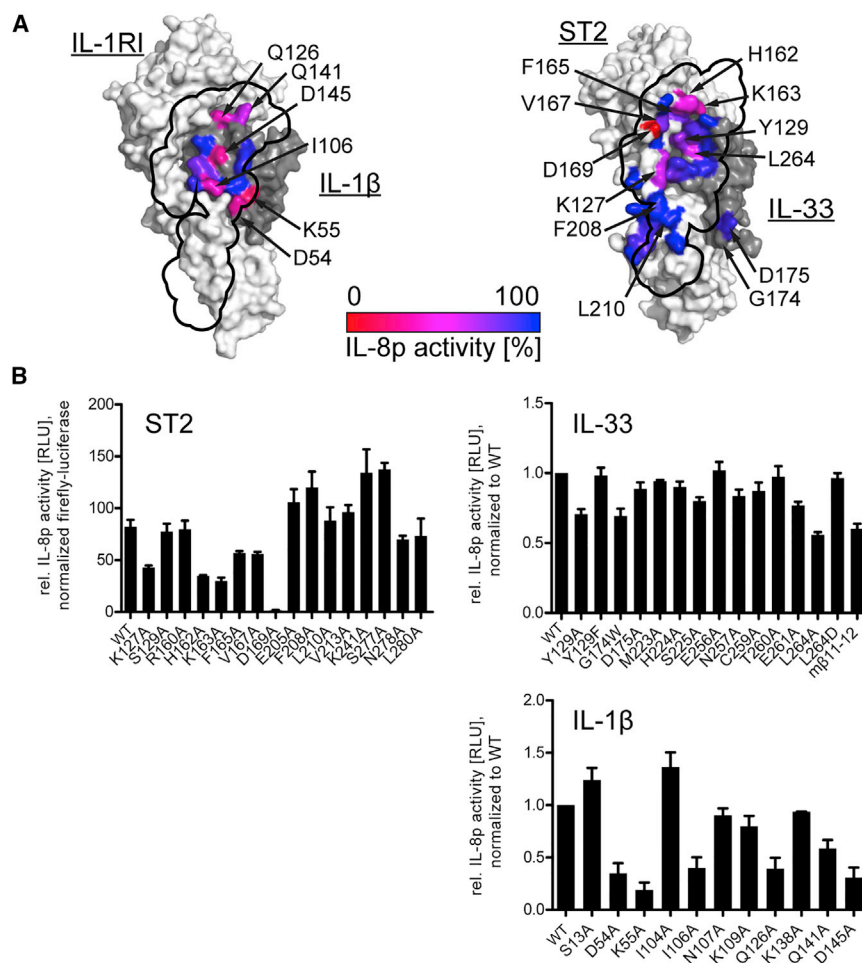 A
IL-1RI
Q126
Q141
D145
I106
IL-1β
K55
D54
ST2
H162
F165
K163
V167
Y129
D169
L264
K127
IL-33
F208
D175
L210
G174
0 100
IL-8p activity [%]
B
rel. IL-8p activity [RLU],
normalized firefly-luciferase
200
150
100
50
0
ST2
WT
K127A
S129A
R160A
H162A
K163A
F165A
V167A
D169A
E205A
F208A
L210A
V213A
K241A
S277A
N278A
L280A
rel. IL-8p activity [RLU],
normalized to WT
1.5
1.0
0.5
0.0
IL-33
WT
Y129A
Y129F
G174W
D175A
M223A
H224A
S225A
E256A
N257A
C259A
T260A
E261A
L264A
L264D
mβ11-12
rel. IL-8p activity [RLU],
normalized to WT
2.0
1.5
1.0
0.5
0.0
IL-1β
WT
S13A
D54A
K55A
I104A
I106A
N107A
K109A
Q126A
K138A
Q141A
D145A